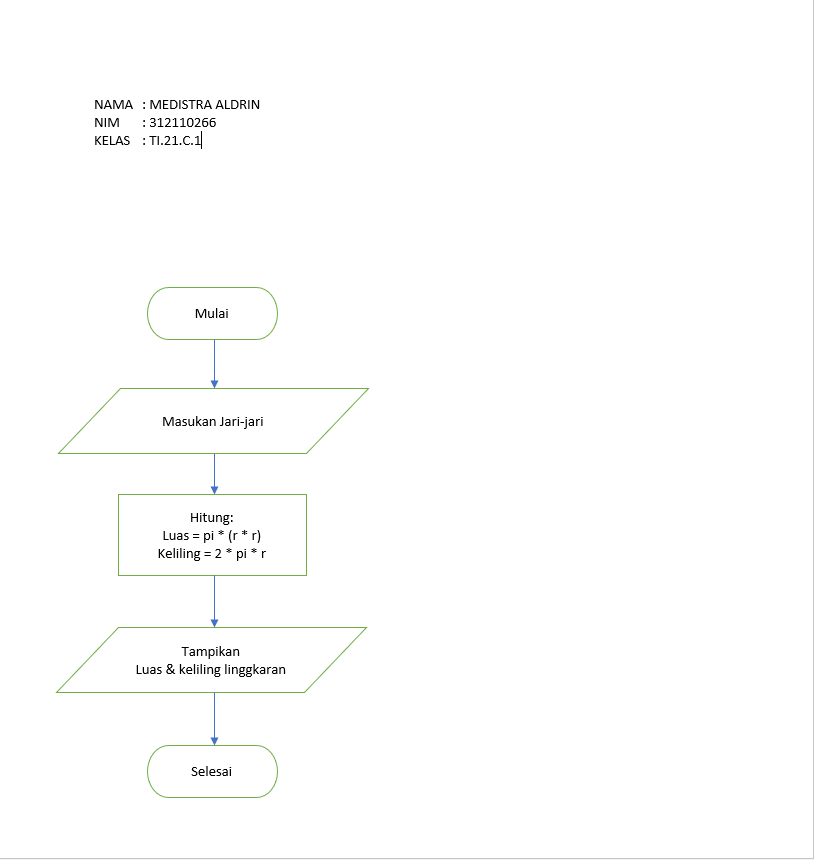 NAMA : MEDISTRA ALDRIN
NIM : 312110266
KELAS : TI.21.C.1
Mulai
Masukan Jari-jari
Hitung:
Luas = pi * (r * r)
Keliling = 2 * pi * r
Tampikan
Luas & keliling linggkaran
Selesai